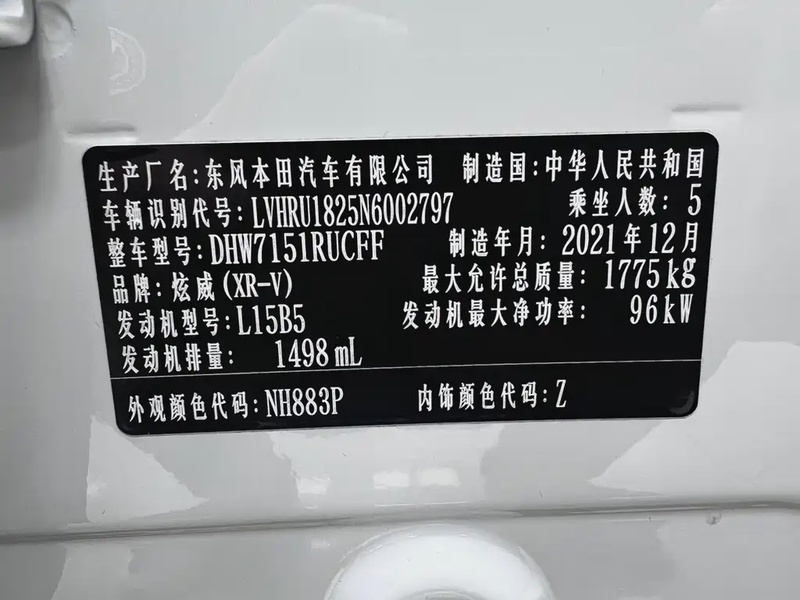 生产厂名:东风本田汽车有限公司 制造国:中华人民共和国
车辆识别代号:LVHRU1825N6002797 乘坐人数:5
整车型号:DHW7151RUCFF 制造年月:2021年12月
品牌:炫威(XR-V) 最大允许总质量:1775kg
发动机型号:L15B5 发动机最大净功率:96kW
发动机排量:1498mL
外观颜色代码:NH883P 内饰颜色代码:Z